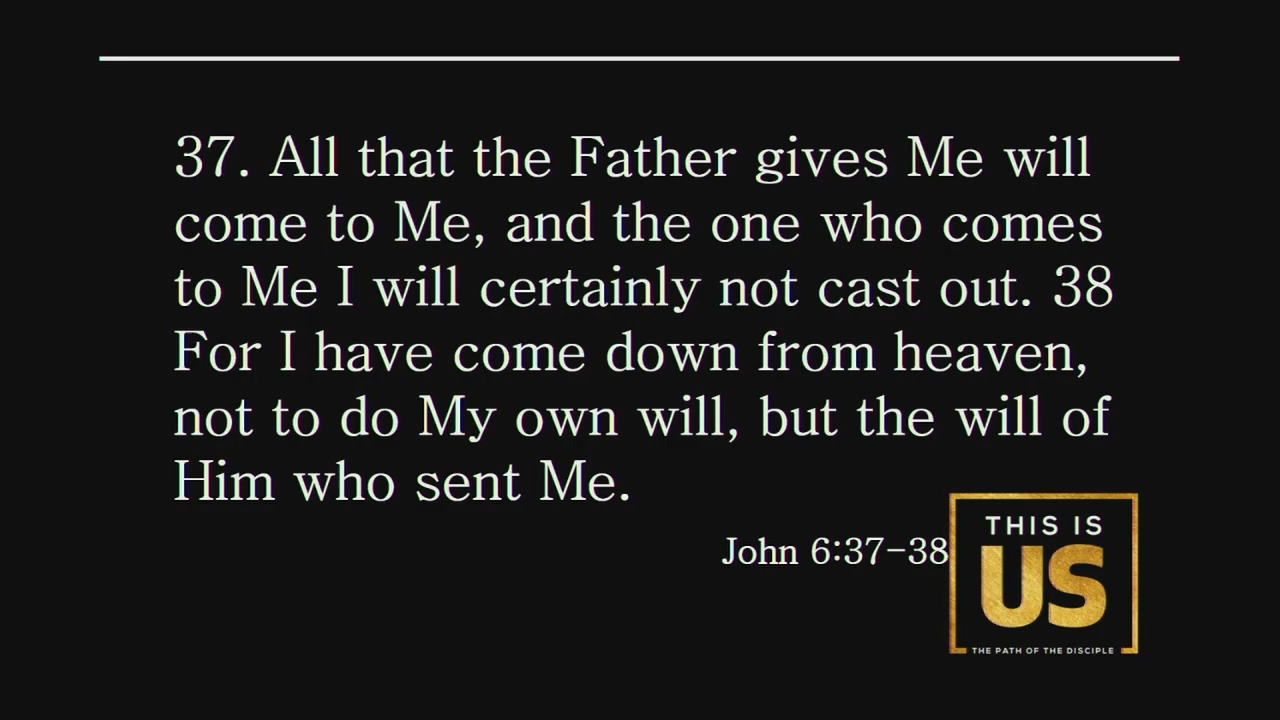 37. All that the Father gives Me will
come to Me, and the one who comes
to Me I will certainly not cast out. 38
For I have come down from heaven,
not to do My own will, but the will of
Him who sent Me.
John 6:37-38
THIS IS
US
THE PATH OF THE DISCIPLE